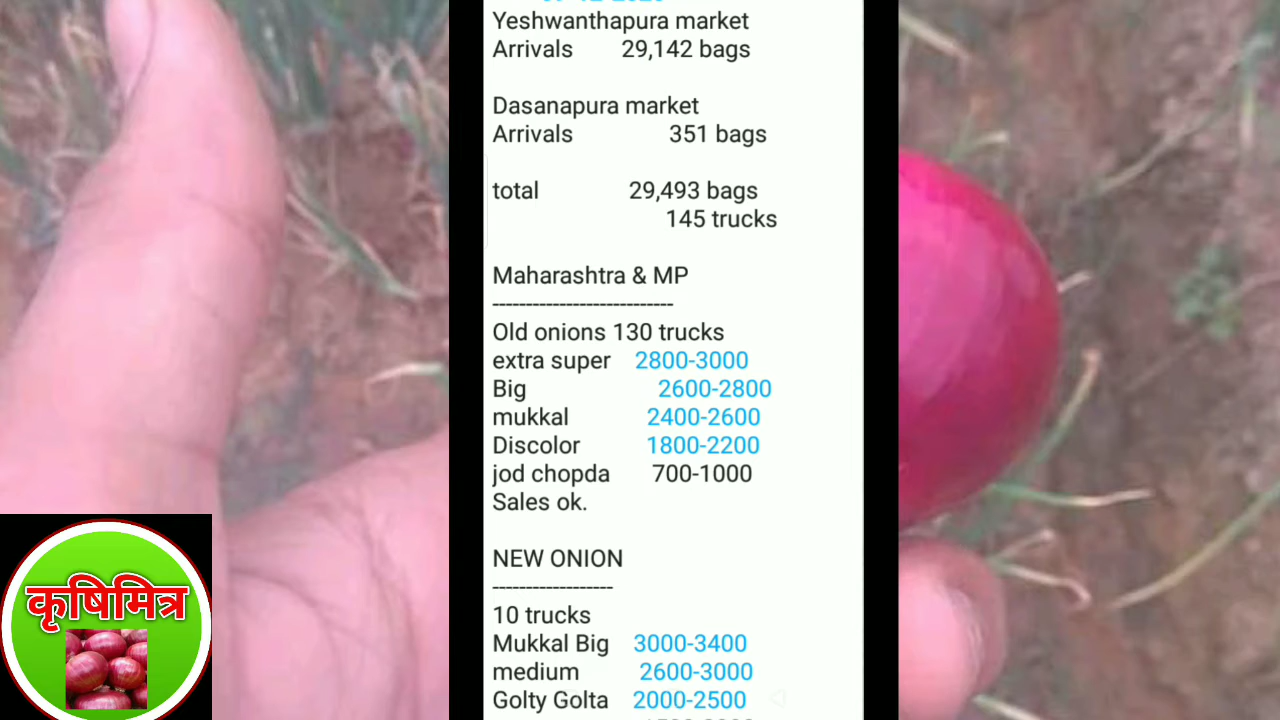 Yeshwanthapura market
Arrivals 29,142 bags
Dasanapura market
Arrivals 351 bags
total 29,493 bags
145 trucks
Maharashtra & MP
---------------------------
Old onions 130 trucks
extra super 2800-3000
Big 2600-2800
mukkal 2400-2600
Discolor 1800-2200
jod chopda 700-1000
Sales ok.
NEW ONION
------------------
10 trucks
Mukkal Big 3000-3400
medium 2600-3000
Golty Golta 2000-2500
कृषिमित्र